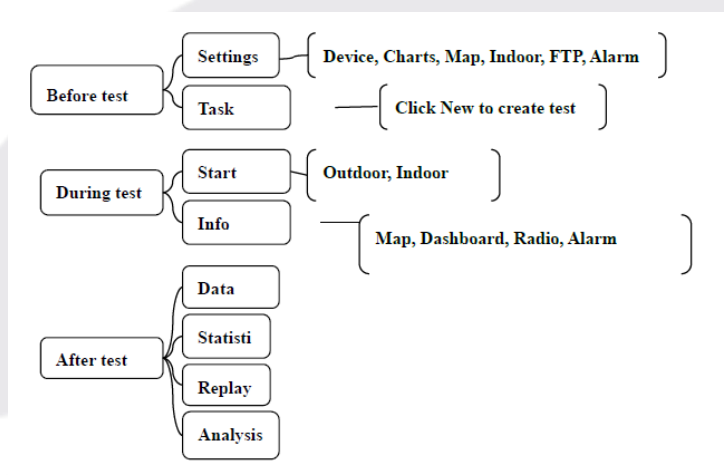 Before test
Settings
Device, Charts, Map, Indoor, FTP, Alarm
Task
Click New to create test
During test
Start
Outdoor, Indoor
Info
Map, Dashboard, Radio, Alarm
After test
Data
Statisti
Replay
Analysis